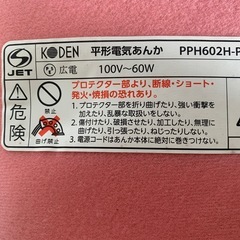 S JET
KODEN 平形電気あんか PPH602H-P
広電 100V～60W
危険
プロテクター部より、断線・ショート・
発火・焼損の恐れあり。
1. プロテクターを折り曲げたり、強い衝撃を
加えたり、乱暴な取扱いをしない。
2. 傷付けたり、破損させたり、加工したり、無理
に曲げたり、引っ張ったり、ねじったりしない。
3. 電源コードはあんか本体に絶対に巻きつけない。
折曲げ禁止